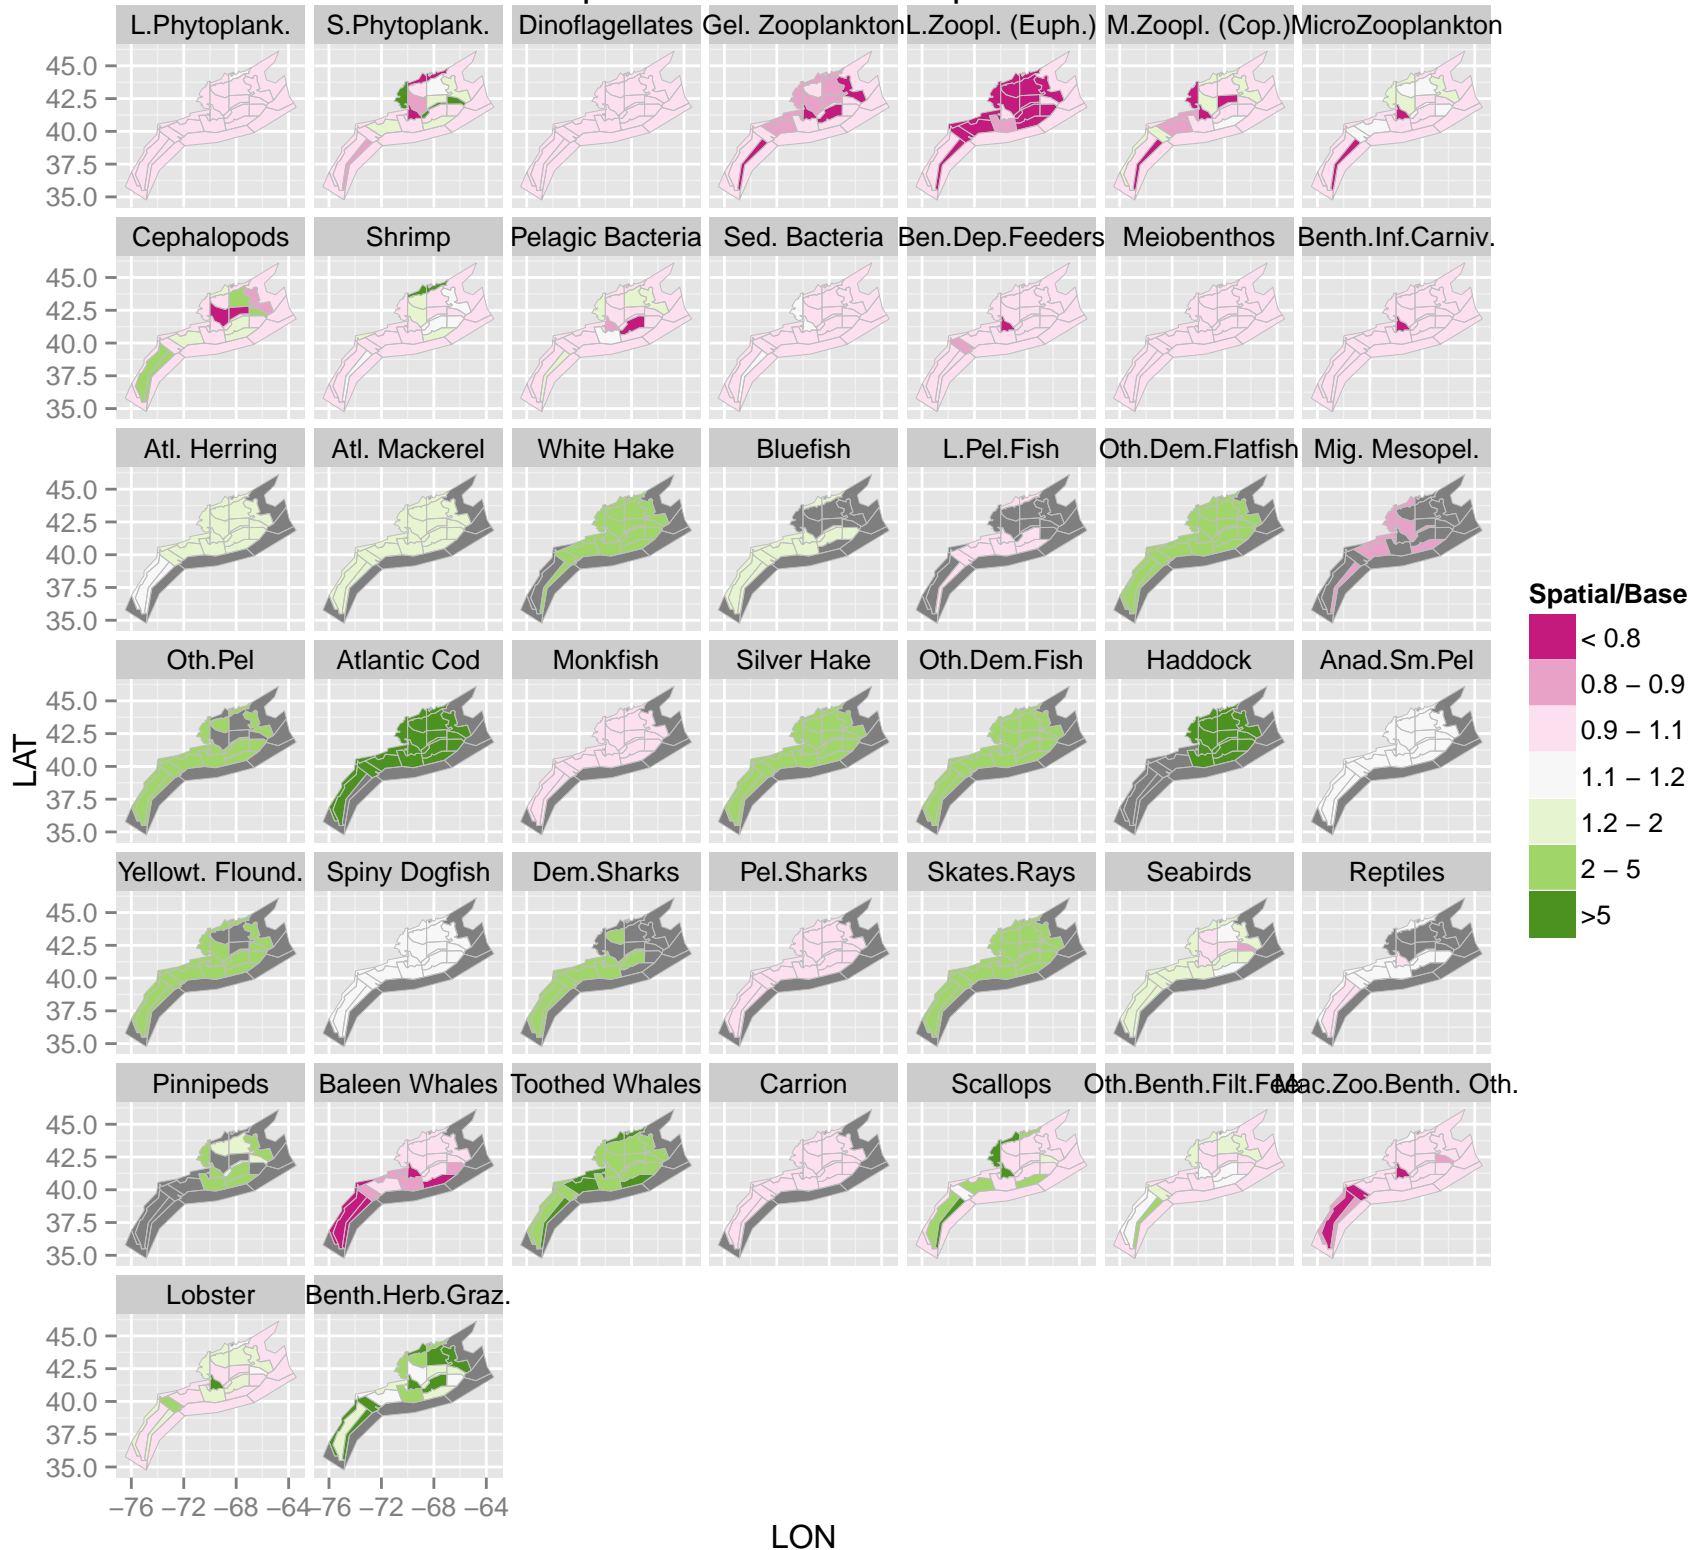 L.Phytoplank. S.Phytoplank. Dinoflagellates Gel. Zooplankton L.Zoopl. (Euph.) M.Zoopl. (Cop.) MicroZooplankton
45.0
42.5
40.0
37.5
35.0
Cephalopods Shrimp Pelagic Bacteria Sed. Bacteria Ben.Dep.Feeders Meiobenthos Benth.Inf.Carniv.
45.0
42.5
40.0
37.5
35.0
Atl. Herring Atl. Mackerel White Hake Bluefish L.Pel.Fish Oth.Dem.Flatfish Mig. Mesopel.
45.0
42.5
40.0
37.5
35.0
Oth.Pel Atlantic Cod Monkfish Silver Hake Oth.Dem.Fish Haddock Anad.Sm.Pel
45.0
42.5
40.0
37.5
35.0
Yellowt. Flound. Spiny Dogfish Dem.Sharks Pel.Sharks Skates.Rays Seabirds Reptiles
45.0
42.5
40.0
37.5
35.0
Pinnipeds Baleen Whales Toothed Whales Carrion Scallops Oth.Benth.Filt.Fee Mac.Zoo.Benth. Oth.
45.0
42.5
40.0
37.5
35.0
Lobster Benth.Herb.Graz.
45.0
42.5
40.0
37.5
35.0
−76 −72 −68 −64 −76 −72 −68 −64
LON
LAT
Spatial/Base
< 0.8
0.8 − 0.9
0.9 − 1.1
1.1 − 1.2
1.2 − 2
2 − 5
>5